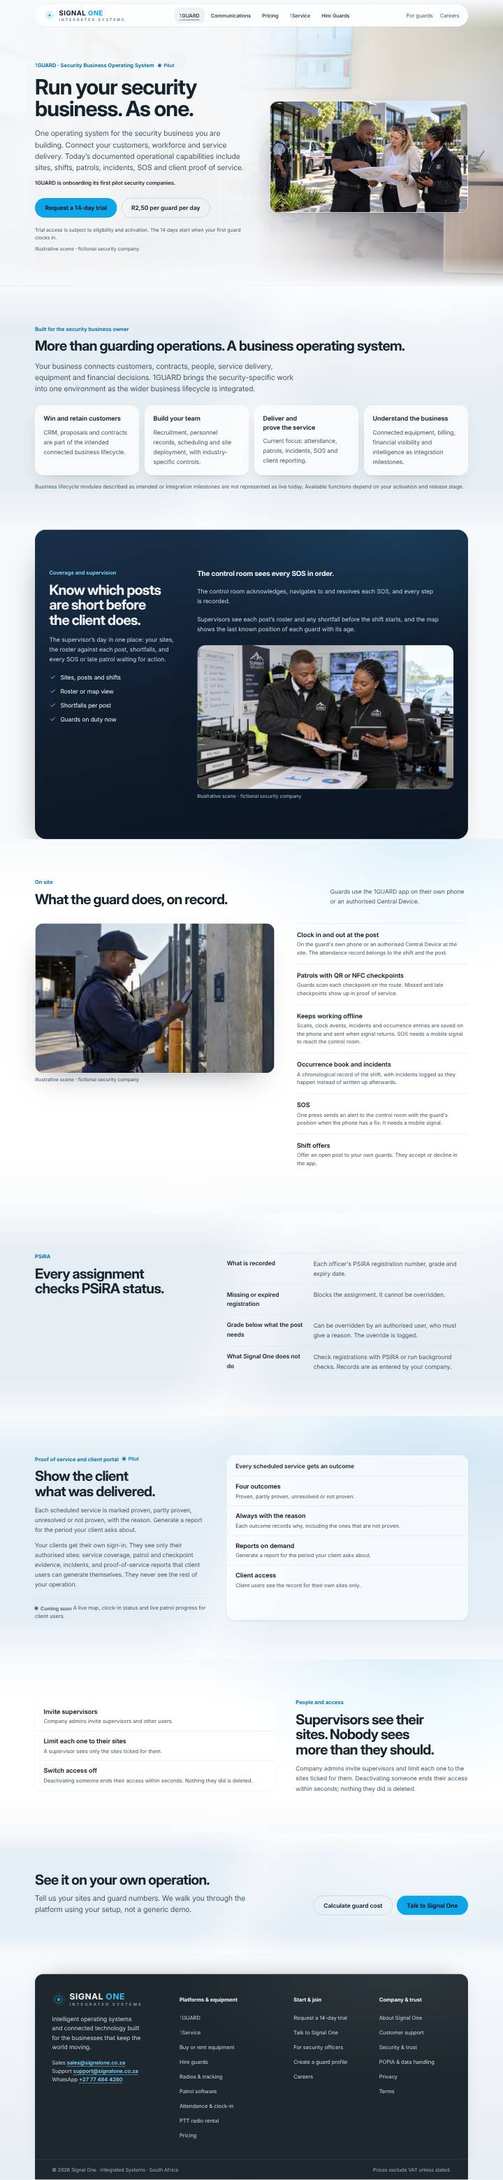 SIGNAL ONE
INTEGRATED SYSTEMS
1GUARD
Communications
Pricing
1Service
Hire Guards
For guards
Careers
1GUARD · Security Business Operating System
Pilot
Run your security
business. As one.
One operating system for the security business you are
building. Connect your customers, workforce and service
delivery. Today's documented operational capabilities include
sites, shifts, patrols, incidents, SOS and client proof of service.
1GUARD is onboarding its first pilot security companies.
Request a 14-day trial
R2,50 per guard per day
Trial access is subject to eligibility and activation. The 14 days start when your first guard
clocks in.
Illustrative scene · fictional security company
Built for the security business owner
More than guarding operations. A business operating system.
Your business connects customers, contracts, people, service delivery,
equipment and financial decisions. 1GUARD brings the security-specific work
into one environment as the wider business lifecycle is integrated.
Win and retain customers
CRM, proposals and contracts
are part of the intended
connected business lifecycle.
Build your team
Recruitment, personnel
records, scheduling and site
deployment, with industry-
specific controls.
Deliver and
prove the service
Current focus: attendance,
patrols, incidents, SOS and
client reporting.
Understand the business
Connected equipment, billing,
financial visibility and
intelligence as integration
milestones.
Business lifecycle modules described as intended or integration milestones are not represented as live today. Available functions depend on your activation and release stage.
Coverage and supervision
Know which posts
are short before
the client does.
The supervisor's day in one place: your sites,
the roster against each post, shortfalls, and
every SOS or late patrol waiting for action.
Sites, posts and shifts
Roster or map view
Shortfalls per post
Guards on duty now
The control room sees every SOS in order.
The control room acknowledges, navigates to and resolves each SOS, and every step
is recorded.
Supervisors see each post's roster and any shortfall before the shift starts, and the map
shows the last known position of each guard with its age.
Illustrative scene · fictional security company
On site
What the guard does, on record.
Guards use the 1GUARD app on their own phone
or an authorised Central Device.
Illustrative scene · fictional security company
Clock in and out at the post
On the guard's own phone or an authorised Central Device at the
site. The attendance record belongs to the shift and the post.
Patrols with QR or NFC checkpoints
Guards scan each checkpoint on the route. Missed and late
checkpoints show up in proof of service.
Keeps working offline
Scans, clock events, incidents and occurrence entries are saved on
the phone and sent when signal returns. SOS needs a mobile signal
to reach the control room.
Occurrence book and incidents
A chronological record of the shift, with incidents logged as they
happen instead of written up afterwards.
SOS
One press sends an alert to the control room with the guard's
position when the phone has a fix. It needs a mobile signal.
Shift offers
Offer an open post to your own guards. They accept or decline in
the app.
PSiRA
Every assignment
checks PSiRA status.
What is recorded
Each officer's PSiRA registration number, grade and
expiry date.
Missing or expired
registration
Blocks the assignment. It cannot be overridden.
Grade below what the post
needs
Can be overridden by an authorised user, who must
give a reason. The override is logged.
What Signal One does not
do
Check registrations with PSiRA or run background
checks. Records are as entered by your company.
Proof of service and client portal
Pilot
Show the client
what was delivered.
Each scheduled service is marked proven, partly proven,
unresolved or not proven, with the reason. Generate a report
for the period your client asks about.
Your clients get their own sign-in. They see only their
authorised sites: service coverage, patrol and checkpoint
evidence, incidents, and proof-of-service reports that client
users can generate themselves. They never see the rest of
your operation.
Coming soon A live map, clock-in status and live patrol progress for
client users.
Every scheduled service gets an outcome
Four outcomes
Proven, partly proven, unresolved or not proven.
Always with the reason
Each outcome records why, including the ones that are not proven.
Reports on demand
Generate a report for the period your client asks about.
Client access
Client users see the record for their own sites only.
Invite supervisors
Company admins invite supervisors and other users.
Limit each one to their sites
A supervisor sees only the sites ticked for them.
Switch access off
Deactivating someone ends their access within seconds. Nothing they did is deleted.
People and access
Supervisors see their
sites. Nobody sees
more than they should.
Company admins invite supervisors and limit each one to the
sites ticked for them. Deactivating someone ends their access
within seconds; nothing they did is deleted.
See it on your own operation.
Tell us your sites and guard numbers. We walk you through the
platform using your setup, not a generic demo.
Calculate guard cost
Talk to Signal One
SIGNAL ONE
INTEGRATED SYSTEMS
Intelligent operating systems
and connected technology built
for the businesses that keep the
world moving.
Sales sales@signalone.co.za
Support support@signalone.co.za
WhatsApp +27 77 484 4280
Platforms & equipment
1GUARD
1Service
Buy or rent equipment
Hire guards
Radios & tracking
Patrol software
Attendance & clock-in
PTT radio rental
Pricing
Start & join
Request a 14-day trial
Talk to Signal One
For security officers
Create a guard profile
Careers
Company & trust
About Signal One
Customer support
Security & trust
POPIA & data handling
Privacy
Terms
© 2026 Signal One · Integrated Systems · South Africa
Prices exclude VAT unless stated.